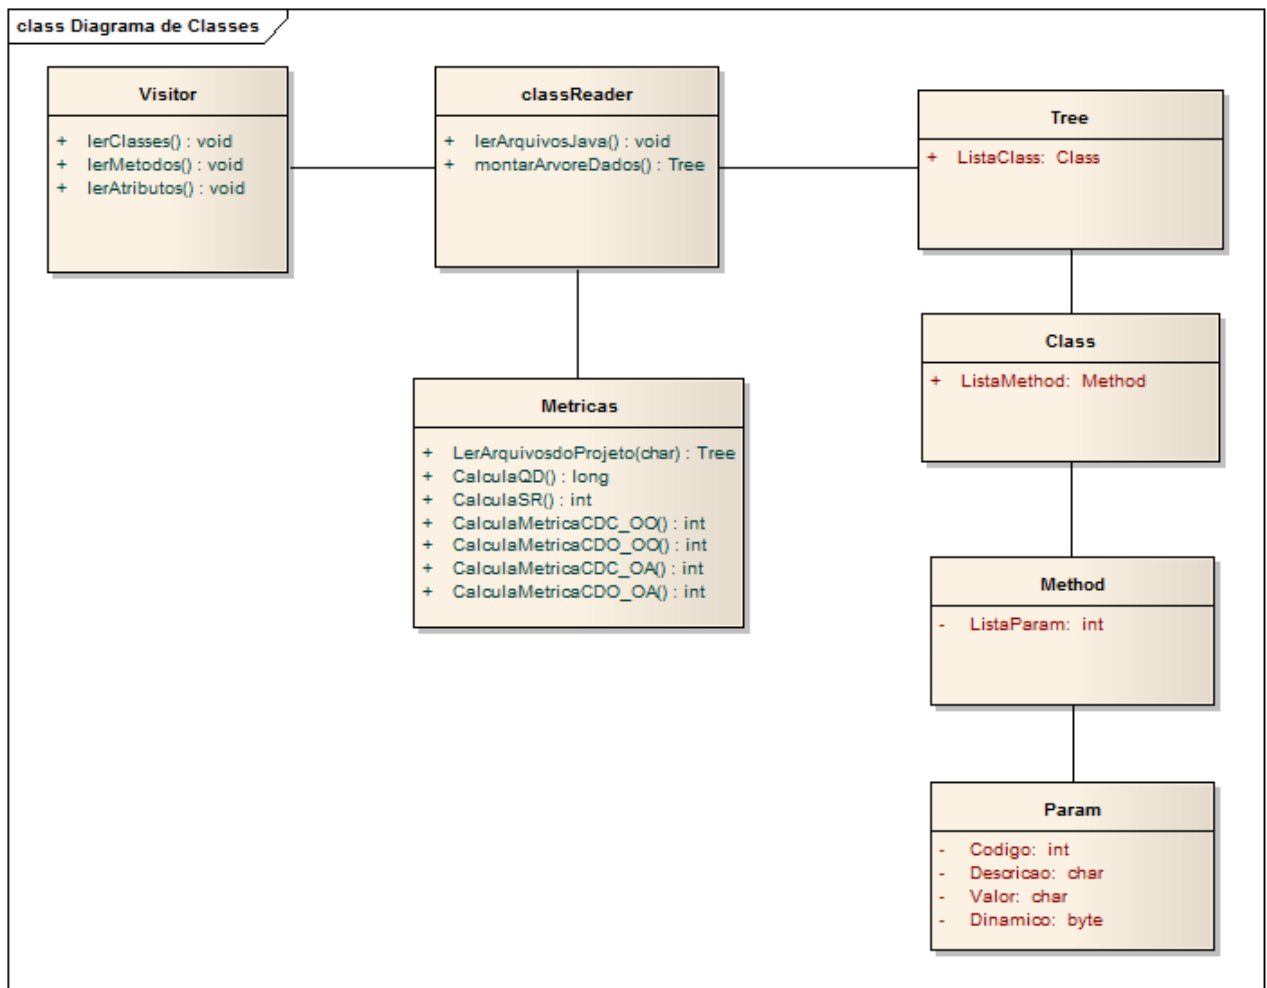 class Diagrama de Classes
Visitor
+ lerClasses() : void
+ lerMetodos() : void
+ lerAtributos() : void
classReader
+ lerArquivosJava() : void
+ montarArvoreDados() : Tree
Tree
+ ListaClass: Class
Class
+ ListaMethod: Method
Metricas
+ LerArquivosdoProjeto(char) : Tree
+ CalculaQD() : long
+ CalculaSR() : int
+ CalculaMetricaCDC_OO() : int
+ CalculaMetricaCDO_OO() : int
+ CalculaMetricaCDC_OA() : int
+ CalculaMetricaCDO_OA() : int
Method
- ListaParam: int
Param
- Codigo: int
- Descricao: char
- Valor: char
- Dinamico: byte